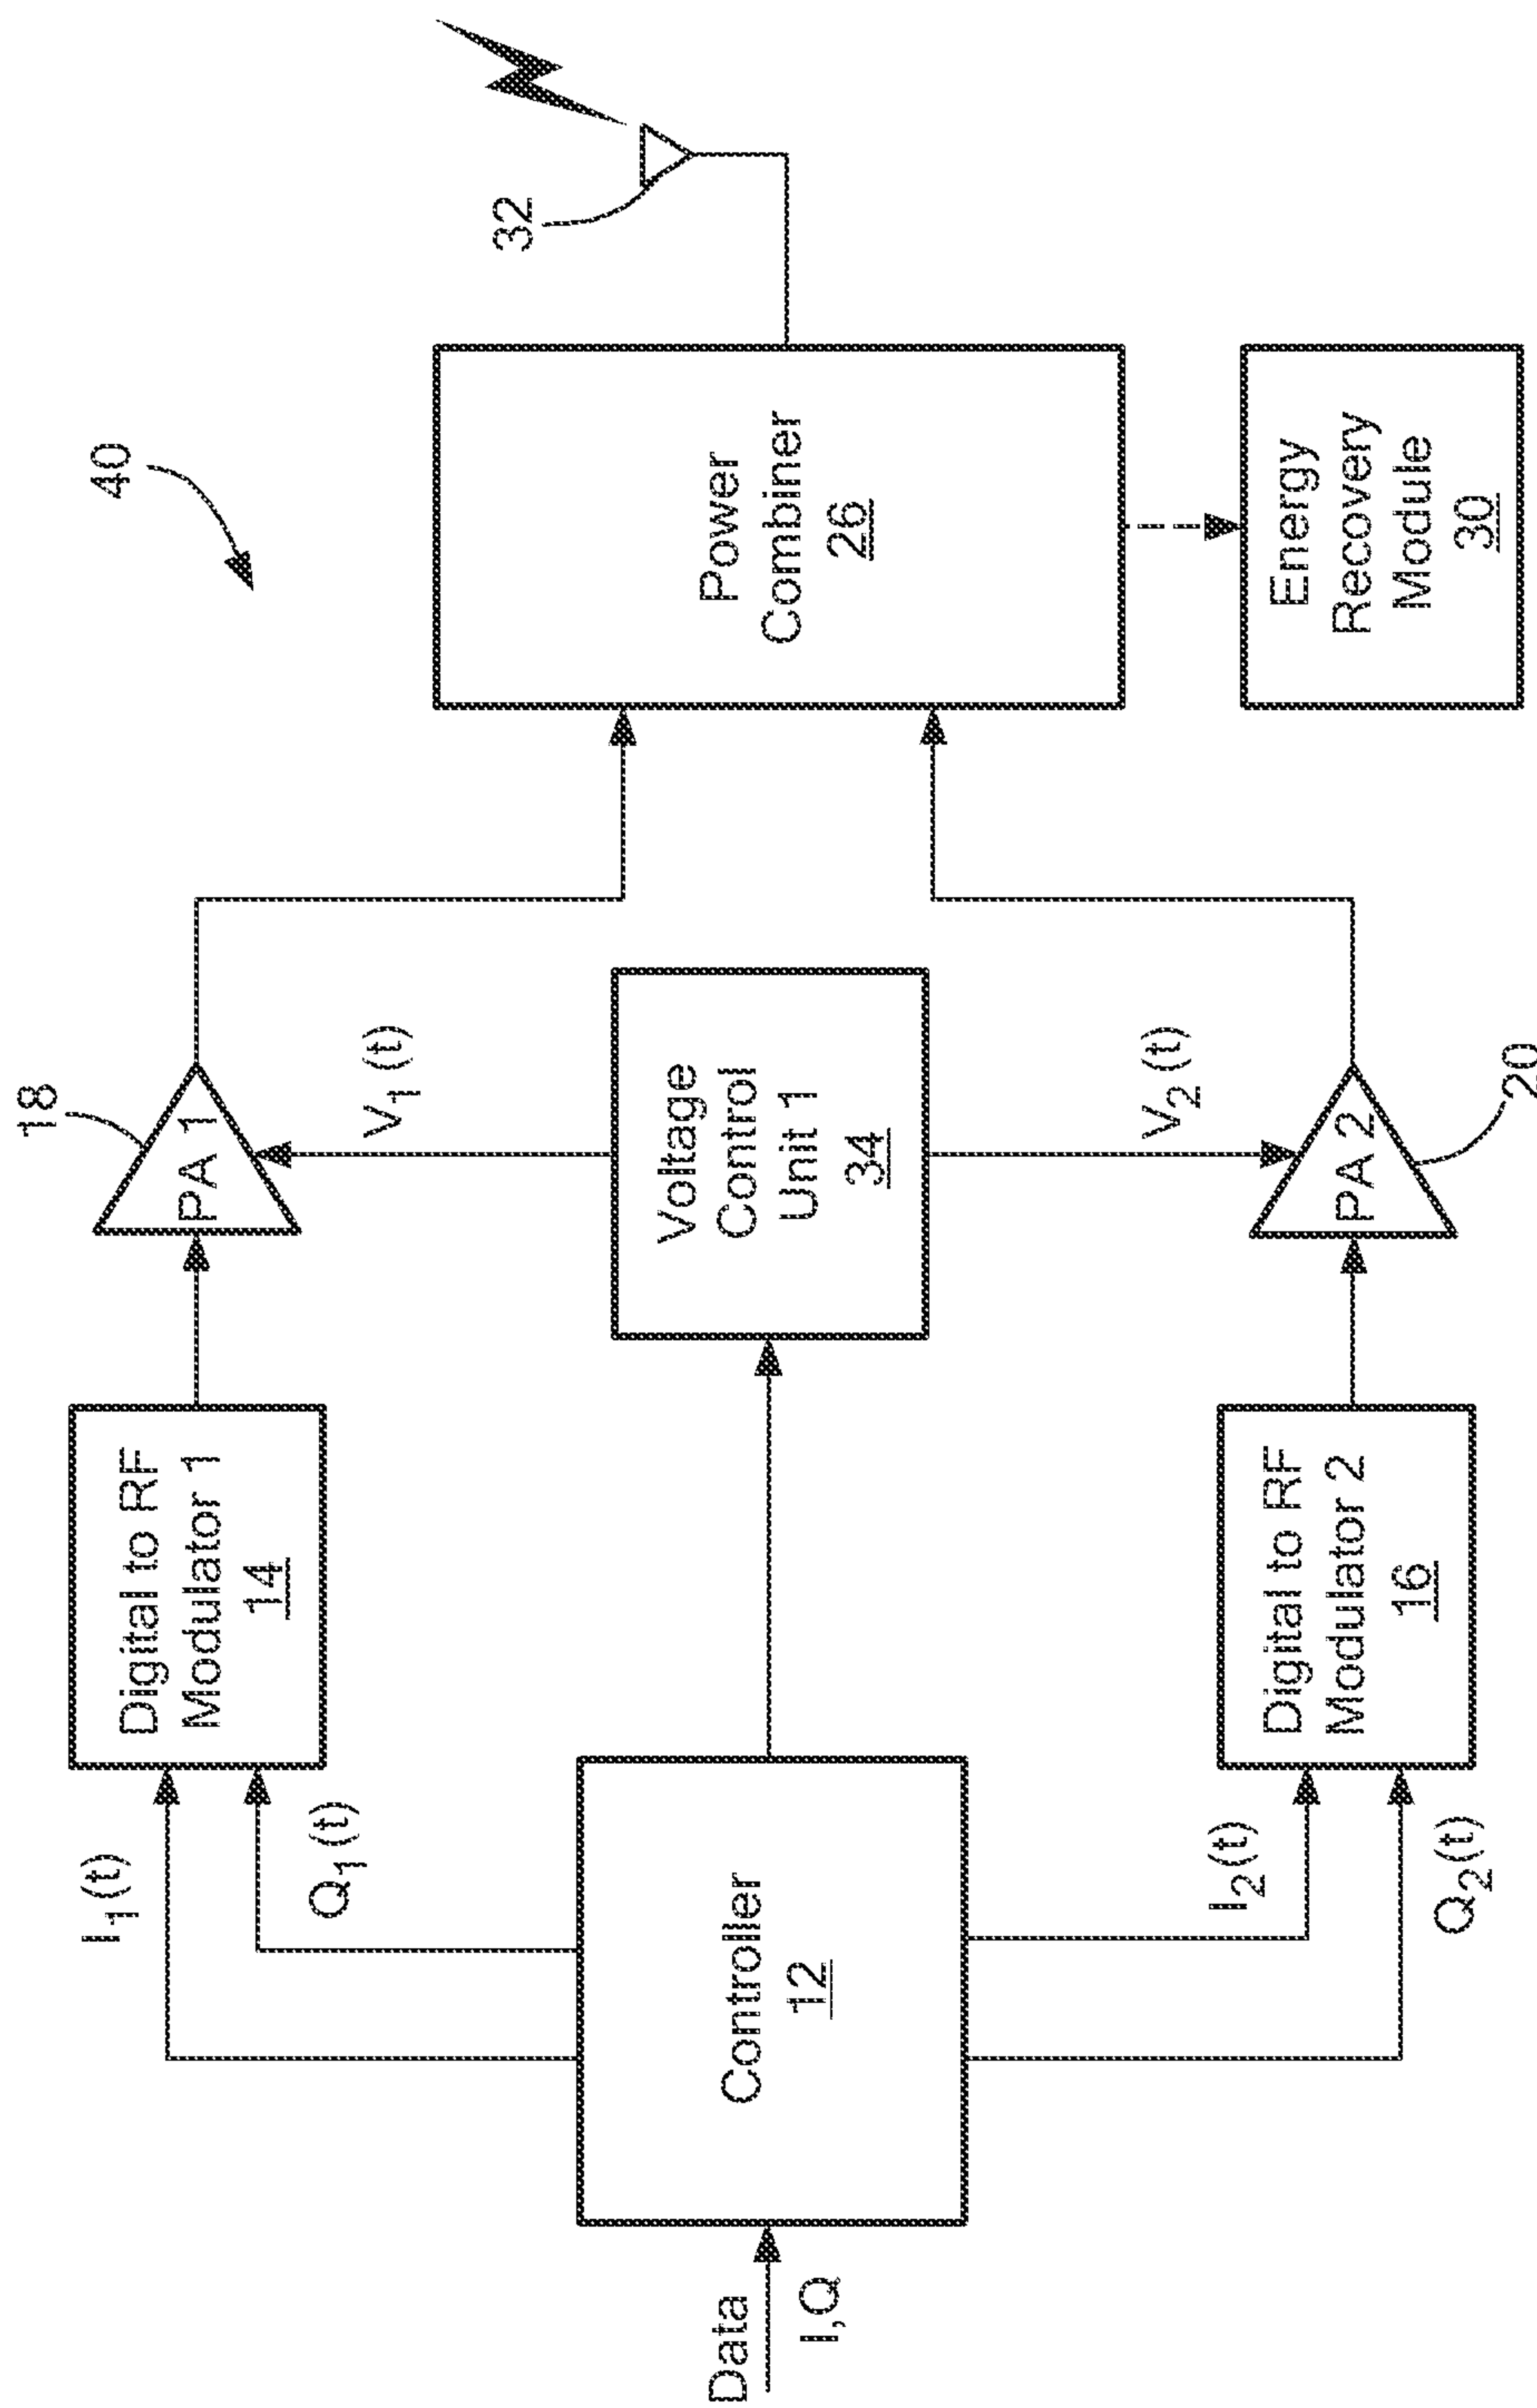 40
18
Digital to RF
Modulator 1
14
PA 1
I₁(t)
Q₁(t)
V₁(t)
32
Data
I,Q
Controller
12
Voltage
Control
Unit 1
34
Power
Combiner
26
I₂(t)
Q₂(t)
V₂(t)
Digital to RF
Modulator 2
16
PA 2
20
Energy
Recovery
Module
30